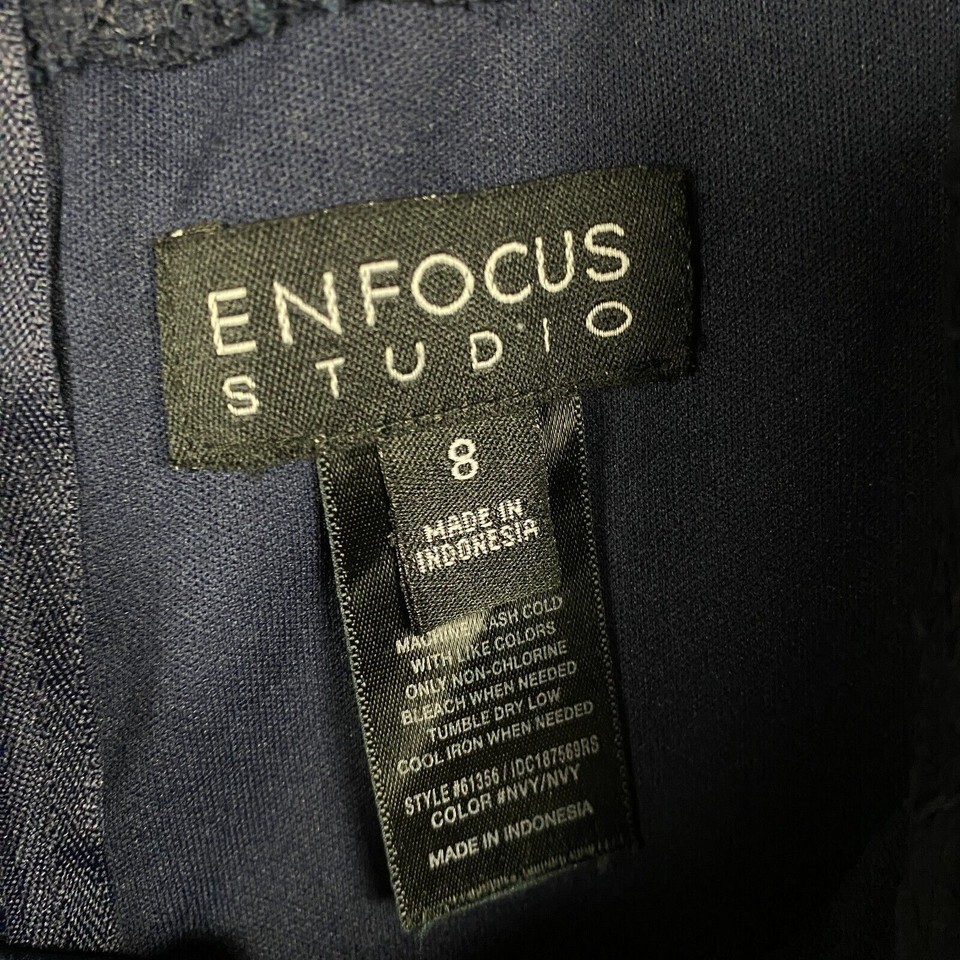 ENFOCUS
STUDIO
8
MADE IN
INDONESIA
MACHINE WASH COLD
WITH LIKE COLORS
ONLY NON-CHLORINE
BLEACH WHEN NEEDED
TUMBLE DRY LOW
COOL IRON WHEN NEEDED
STYLE #61366 / IDC187569RS
COLOR #NVY/NVY
MADE IN INDONESIA